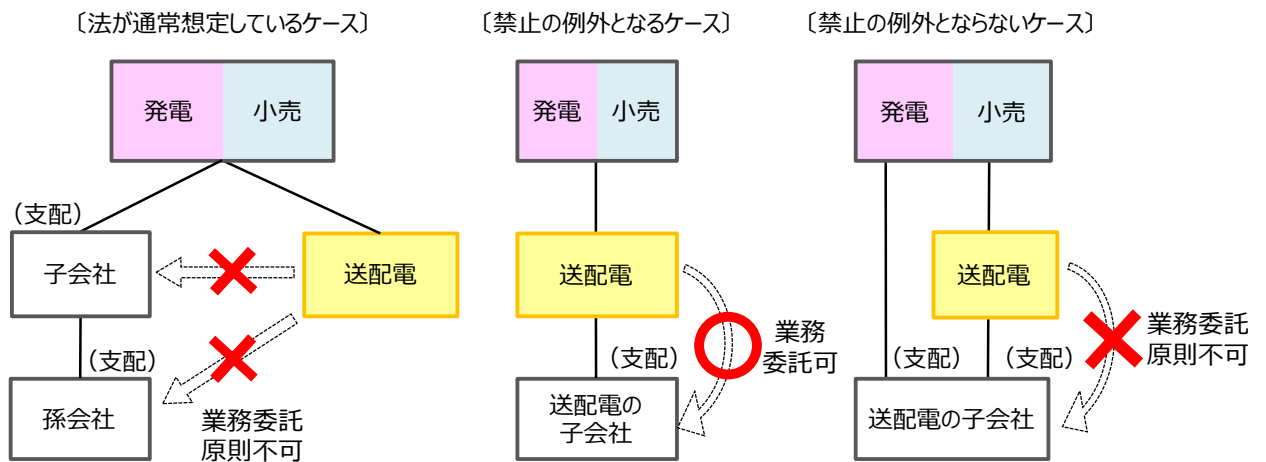 〔法が通常想定しているケース〕
発電
小売
（支配）
子会社
送配電
（支配）
孫会社
業務委託
原則不可
〔禁止の例外となるケース〕
発電
小売
送配電
業務
委託可
（支配）
送配電の
子会社
〔禁止の例外とならないケース〕
発電
小売
送配電
業務委託
原則不可
（支配）
（支配）
送配電の子会社